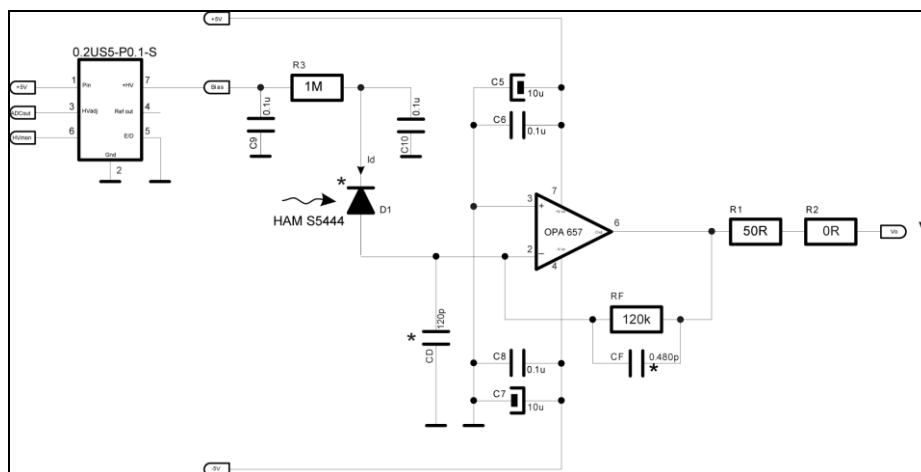 +5V
0.2US5-P0.1-S
+5V
1
Pin
+HV
7
Bias
ADCout
3
HVadj
Ref out
4
HVmon
6
E/D
5
Gnd
2
R3
1M
C9
0.1u
0.1u
C10
Id
*
D1
HAM S5444
C5
10u
C6
0.1u
7
3
+
OPA 657
6
2
−
4
R1
50R
R2
0R
Vo
RF
120k
CF
0.480p
*
120p
*
CD
C8
0.1u
C7
10u
-5V